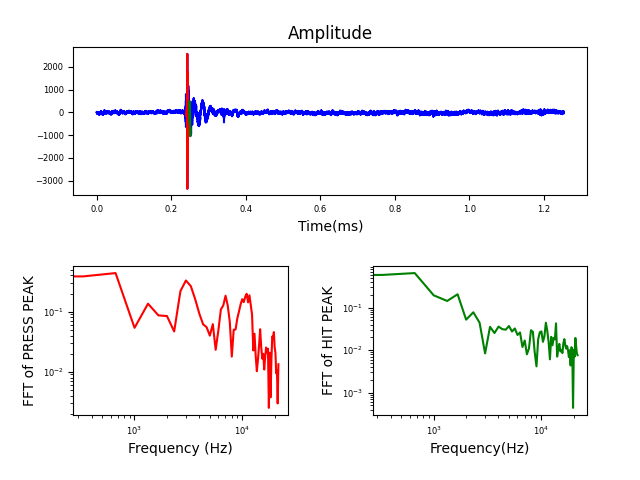 Amplitude
2000
1000
0
−1000
−2000
−3000
0.0 0.2 0.4 0.6 0.8 1.0 1.2
Time(ms)
FFT of PRESS PEAK
10⁻¹
10⁻²
10³ 10⁴
Frequency (Hz)
FFT of HIT PEAK
10⁻¹
10⁻²
10⁻³
10³ 10⁴
Frequency(Hz)